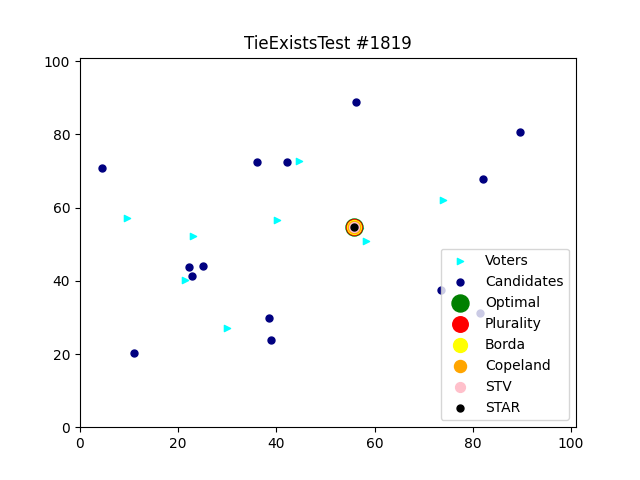 TieExistsTest #1819
100
80
60
40
20
0
0 20 40 60 80 100
Voters
Candidates
Optimal
Plurality
Borda
Copeland
STV
STAR